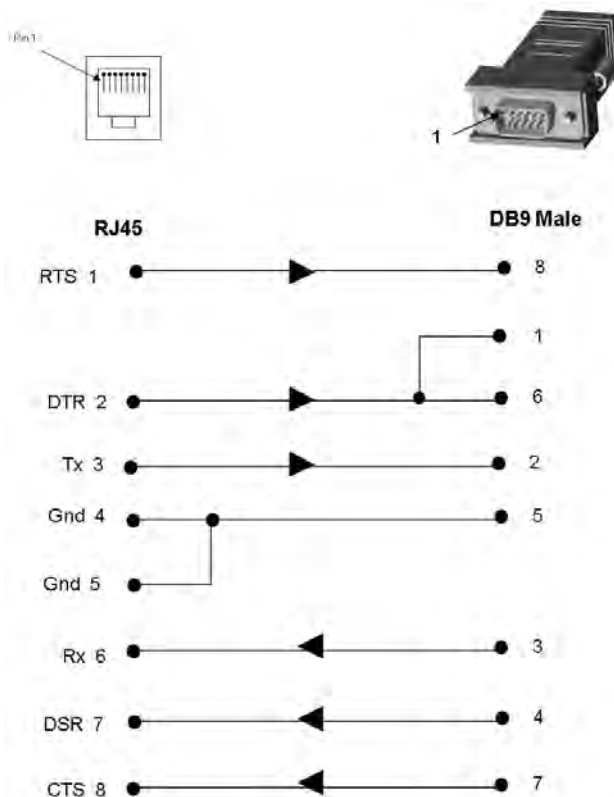 Pin1
1
RJ45
DB9 Male
RTS 1
8
1
DTR 2
6
Tx 3
2
Gnd 4
5
Gnd 5
Rx 6
3
DSR 7
4
CTS 8
7